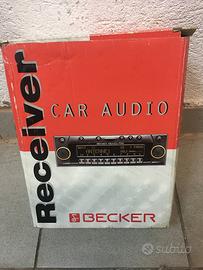 Receiver
CAR AUDIO
BECKER
subito